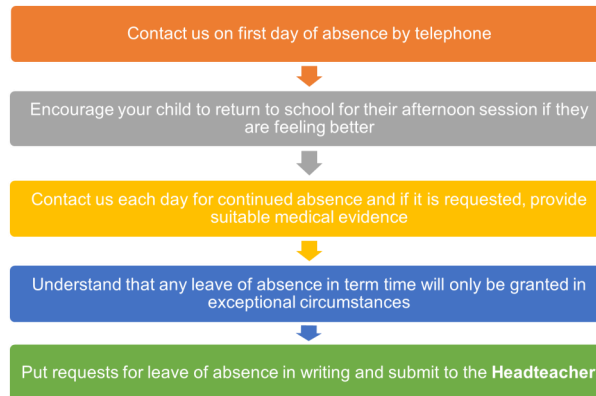 Contact us on first day of absence by telephone
Encourage your child to return to school for their afternoon session if they
are feeling better
Contact us each day for continued absence and if it is requested, provide
suitable medical evidence
Understand that any leave of absence in term time will only be granted in
exceptional circumstances
Put requests for leave of absence in writing and submit to the Headteacher